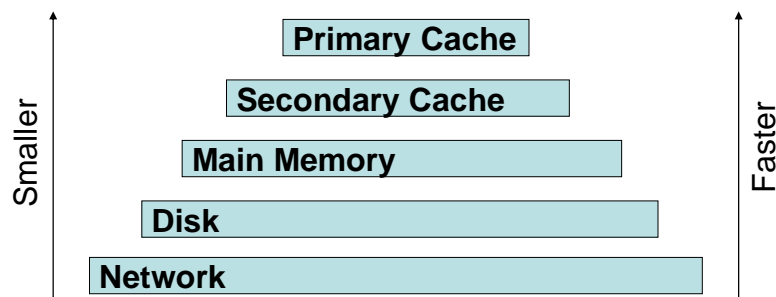 Primary Cache
Secondary Cache
Main Memory
Disk
Network
Smaller
Faster